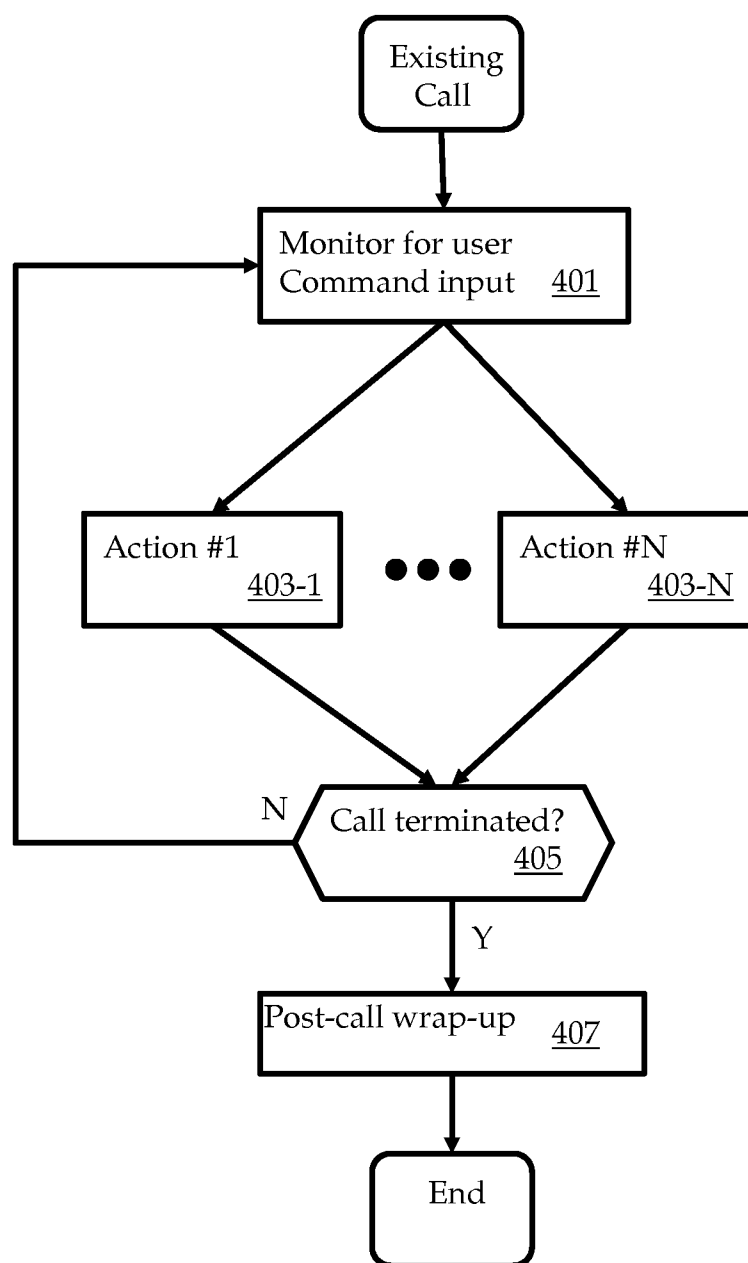 Existing
Call
Monitor for user
Command input 401
Action #1
403-1
Action #N
403-N
N
Call terminated?
405
Y
Post-call wrap-up 407
End